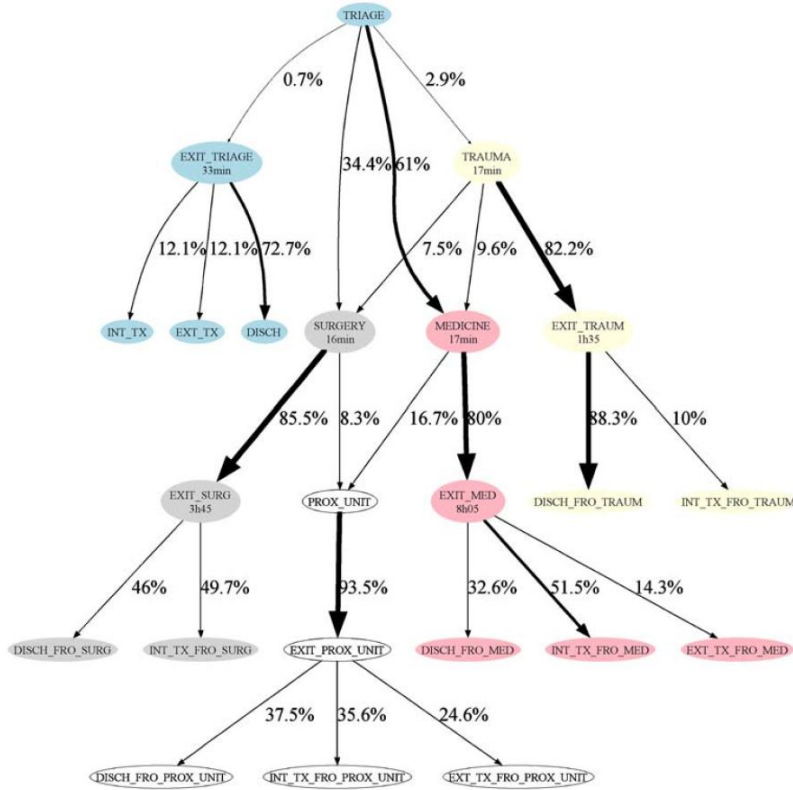 TRIAGE
0.7%
2.9%
EXIT_TRIAGE
33min
34.4%
61%
TRAUMA
17min
12.1%
12.1%
72.7%
7.5%
9.6%
82.2%
INT_TX
EXT_TX
DISCH
SURGERY
16min
MEDICINE
17min
EXIT_TRAUM
1h35
85.5%
8.3%
16.7%
80%
88.3%
10%
EXIT_SURG
3h45
PROX_UNIT
EXIT_MED
8h05
DISCH_FRO_TRAUM
INT_TX_FRO_TRAUM
46%
49.7%
93.5%
32.6%
51.5%
14.3%
DISCH_FRO_SURG
INT_TX_FRO_SURG
EXIT_PROX_UNIT
DISCH_FRO_MED
INT_TX_FRO_MED
EXT_TX_FRO_MED
37.5%
35.6%
24.6%
DISCH_FRO_PROX_UNIT
INT_TX_FRO_PROX_UNIT
EXT_TX_FRO_PROX_UNIT